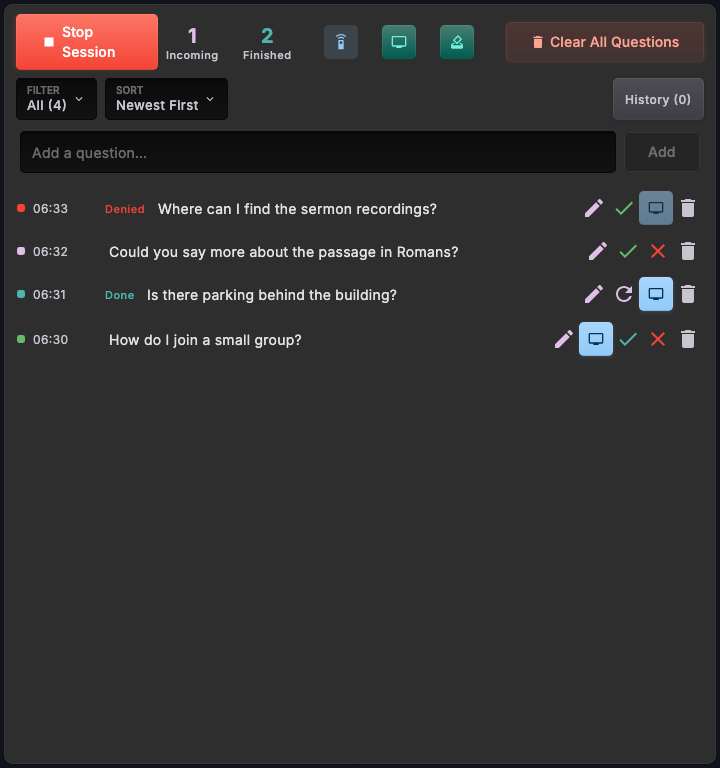 Stop
Session
1
Incoming
2
Finished
Clear All Questions
FILTER
All (4)
SORT
Newest First
History (0)
Add a question...
Add
06:33 Denied Where can I find the sermon recordings?
06:32 Could you say more about the passage in Romans?
06:31 Done Is there parking behind the building?
06:30 How do I join a small group?